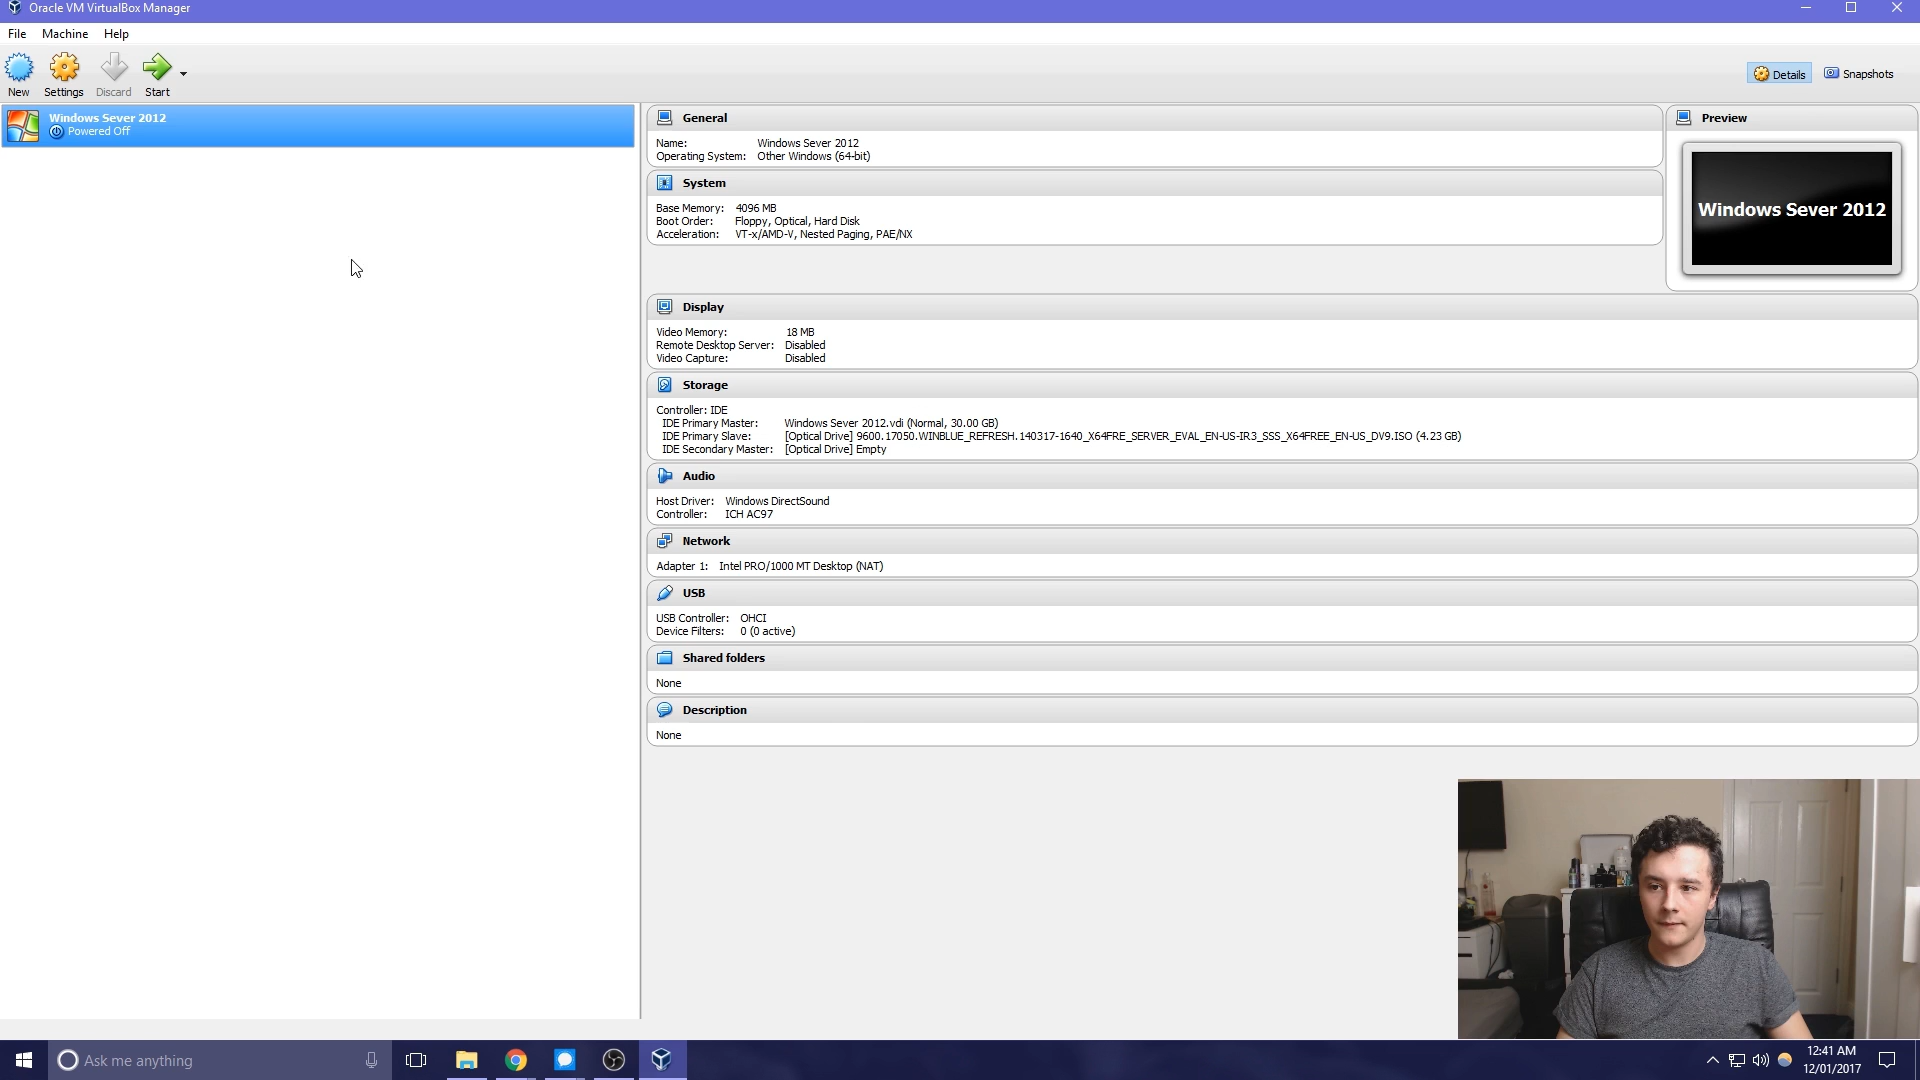 Oracle VM VirtualBox Manager
File Machine Help
New Settings Discard Start
Details Snapshots
Windows Sever 2012
Powered Off
General
Name: Windows Sever 2012
Operating System: Other Windows (64-bit)
System
Base Memory: 4096 MB
Boot Order: Floppy, Optical, Hard Disk
Acceleration: VT-x/AMD-V, Nested Paging, PAE/NX
Preview
Windows Sever 2012
Display
Video Memory: 18 MB
Remote Desktop Server: Disabled
Video Capture: Disabled
Storage
Controller: IDE
IDE Primary Master: Windows Sever 2012.vdi (Normal, 30.00 GB)
IDE Primary Slave: [Optical Drive] 9600.17050.WINBLUE_REFRESH.140317-1640_X64FRE_SERVER_EVAL_EN-US-IR3_SSS_X64FREE_EN-US_DV9.ISO (4.23 GB)
IDE Secondary Master: [Optical Drive] Empty
Audio
Host Driver: Windows DirectSound
Controller: ICH AC97
Network
Adapter 1: Intel PRO/1000 MT Desktop (NAT)
USB
USB Controller: OHCI
Device Filters: 0 (0 active)
Shared folders
None
Description
None
Ask me anything
12:41 AM
12/01/2017